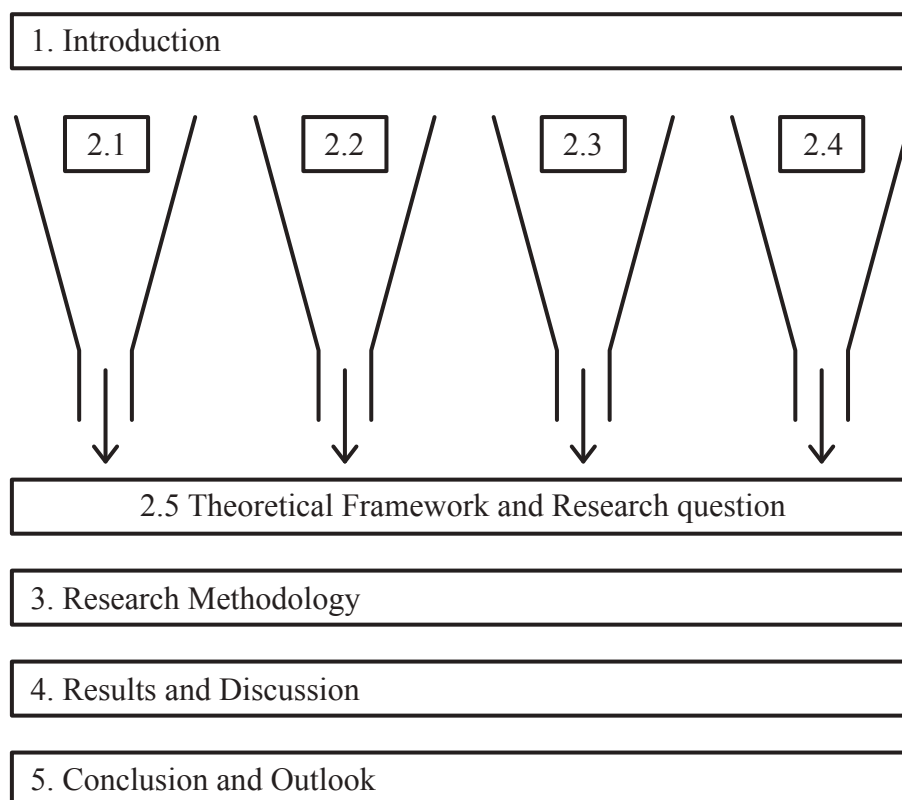 1. Introduction
2.1 2.2 2.3 2.4
2.5 Theoretical Framework and Research question
3. Research Methodology
4. Results and Discussion
5. Conclusion and Outlook